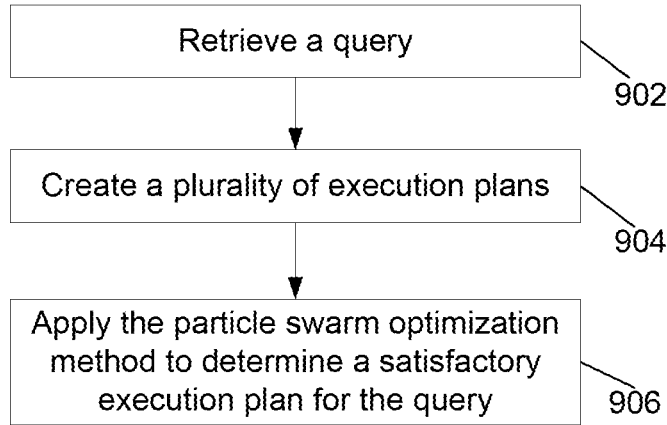 Retrieve a query
902
Create a plurality of execution plans
904
Apply the particle swarm optimization
method to determine a satisfactory
execution plan for the query
906